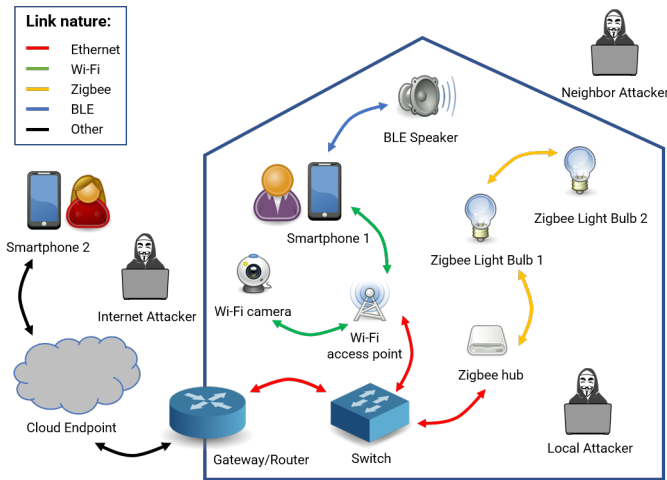 Link nature:
Ethernet
Wi-Fi
Zigbee
BLE
Other
Neighbor Attacker
BLE Speaker
Smartphone 2
Smartphone 1
Zigbee Light Bulb 2
Zigbee Light Bulb 1
Internet Attacker
Wi-Fi camera
Wi-Fi
access point
Zigbee hub
Cloud Endpoint
Gateway/Router
Switch
Local Attacker